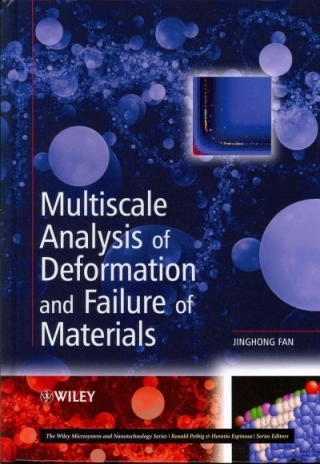 Multiscale
Analysis of
Deformation
and Failure of
Materials
JINGHONG FAN
WILEY
The Wiley Microsystem and Nanotechnology Series | Ronald Pethig & Horatio Espinosa | Series Editors